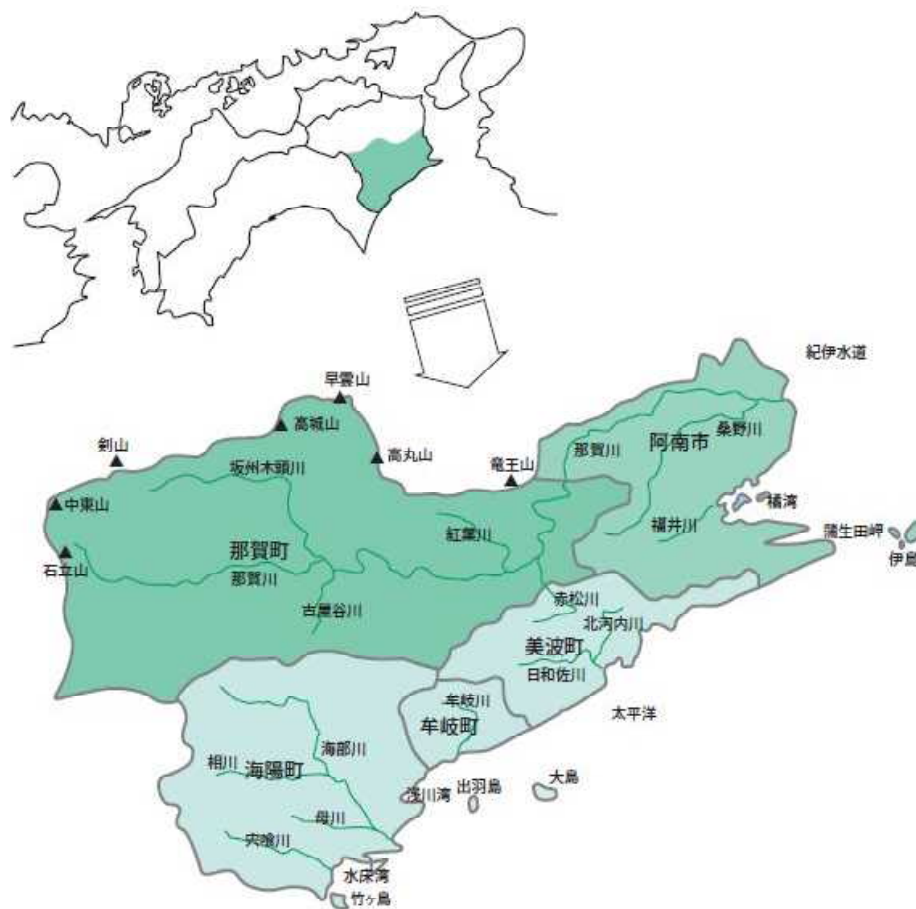 紀伊水道
早雲山
高城山
剣山
高丸山
竜王山
那賀川
阿南市
桑野川
坂州木頭川
中東山
橘湾
石立山
那賀町
紅葉川
福井川
蒲生田岬
伊島
那賀川
古屋谷川
赤松川
北河内川
美波町
日和佐川
牟岐川
牟岐町
太平洋
海部川
相川
海陽町
浅川湾
出羽島
大島
母川
宍喰川
水床湾
竹ヶ島